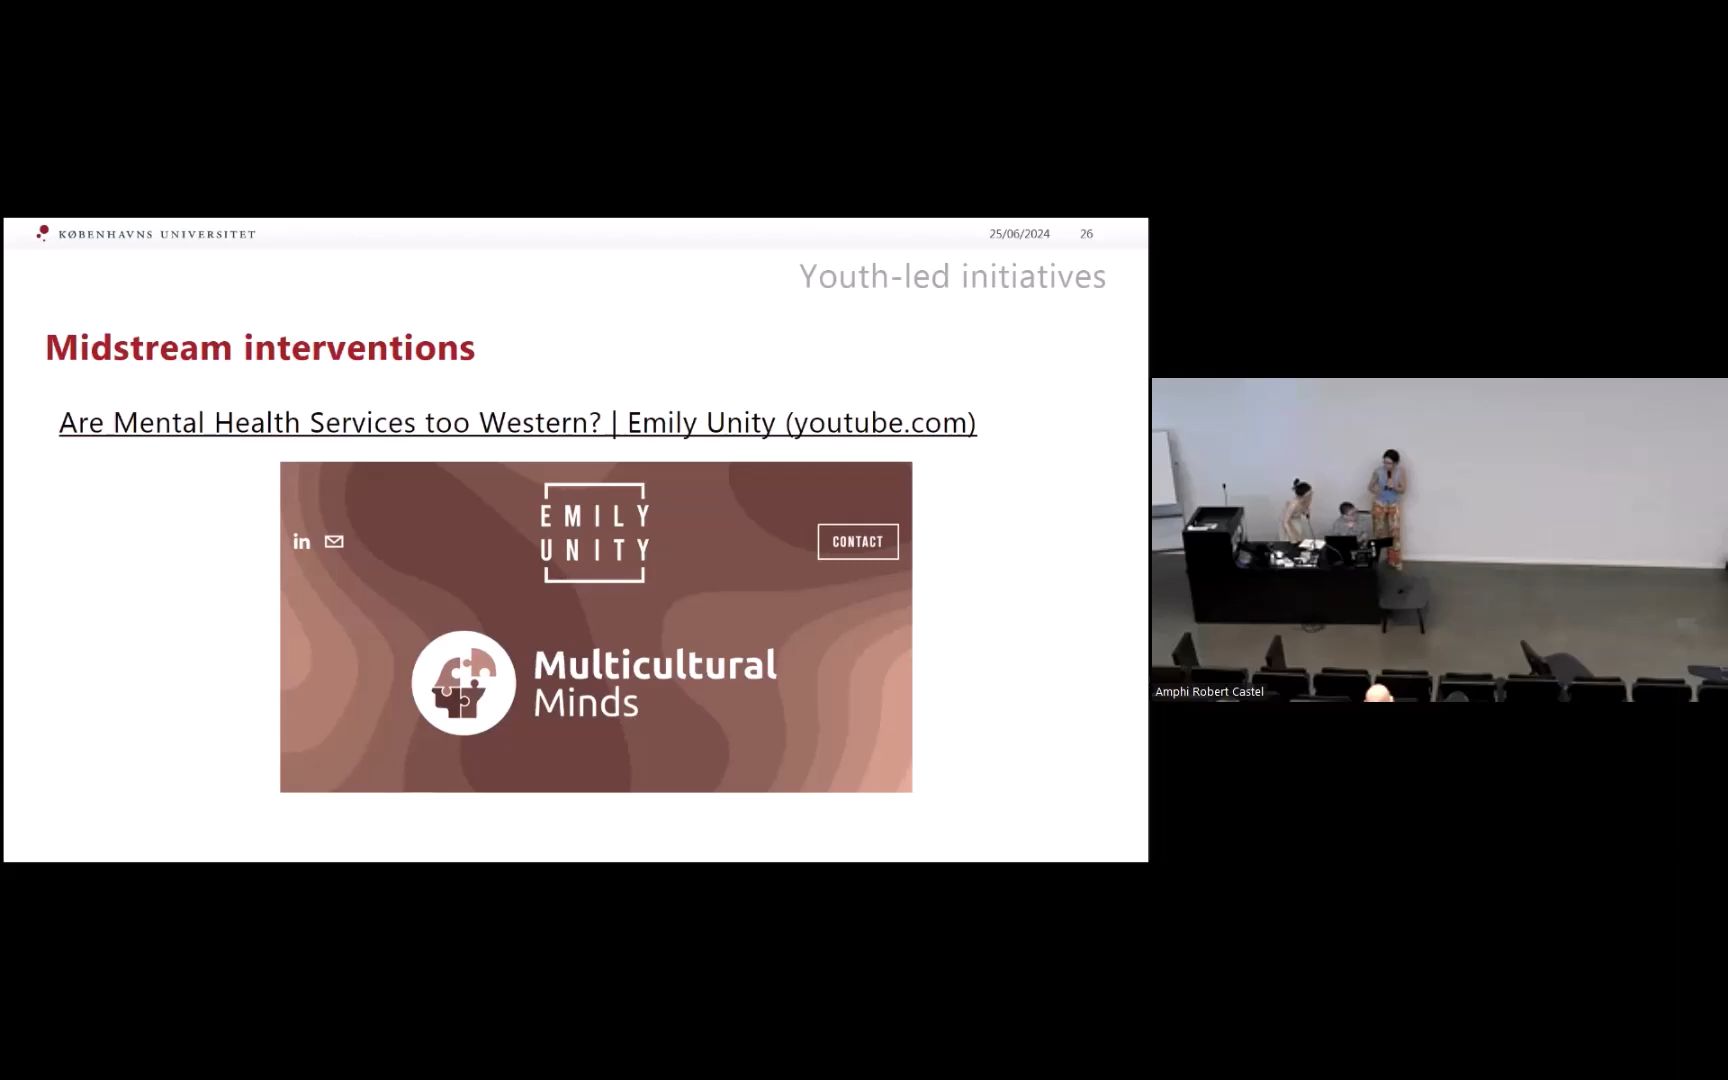 KØBENHAVNS UNIVERSITET
25/06/2024 26
Youth-led initiatives
Midstream interventions
Are Mental Health Services too Western? | Emily Unity (youtube.com)
EMILY
UNITY
in
CONTACT
Multicultural
Minds
Amphi Robert Castel